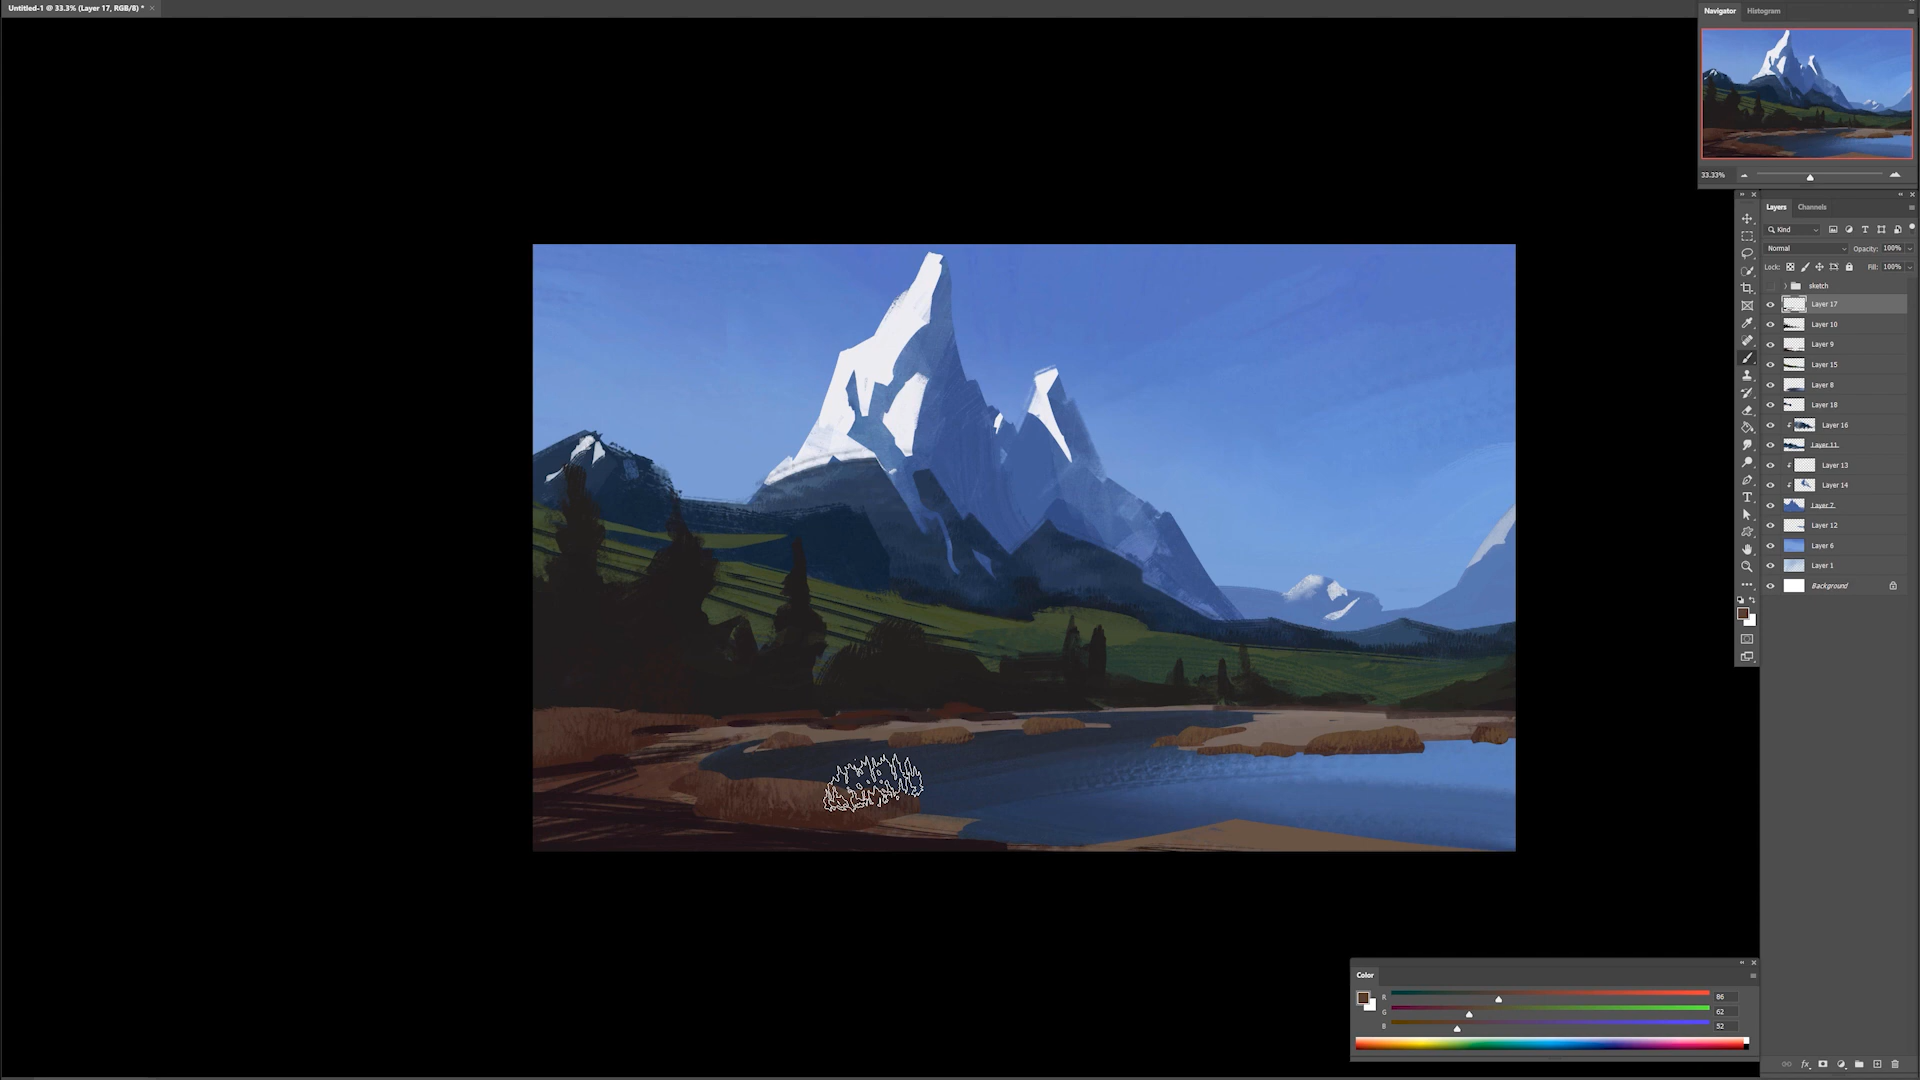 Untitled-1 @ 33.3% (Layer 17, RGB/8) *
Navigator Histogram
33.33%
Layers Channels
Kind
Normal Opacity: 100%
Lock: Fill: 100%
sketch
Layer 17
Layer 10
Layer 9
Layer 15
Layer 8
Layer 18
Layer 16
Layer 11
Layer 13
Layer 14
Layer 7
Layer 12
Layer 6
Layer 1
Background
Color
R 86
G 62
B 52
fx